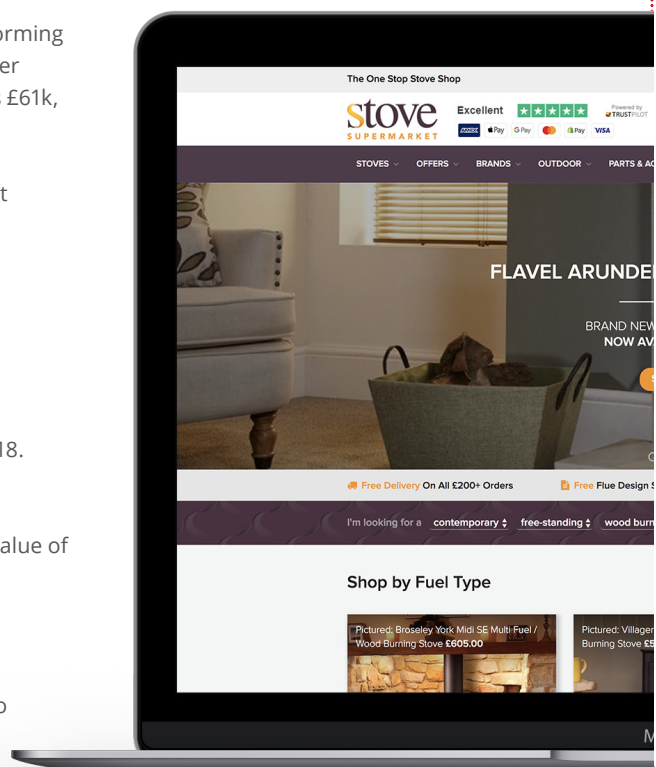 orming
er
s £61k,
t
18.
alue of
o
The One Stop Stove Shop
stove
SUPERMARKET
Excellent
Powered by
TRUSTPILOT
AMEX Pay G Pay Pay VISA
STOVES OFFERS BRANDS OUTDOOR PARTS & AC
FLAVEL ARUNDE
BRAND NEW
NOW AVA
S
Free Delivery On All £200+ Orders
Free Flue Design S
I'm looking for a contemporary free-standing wood burn
Shop by Fuel Type
Pictured: Broseley York Midi SE Multi Fuel /
Wood Burning Stove £605.00
Pictured: Villager
Burning Stove £5
M